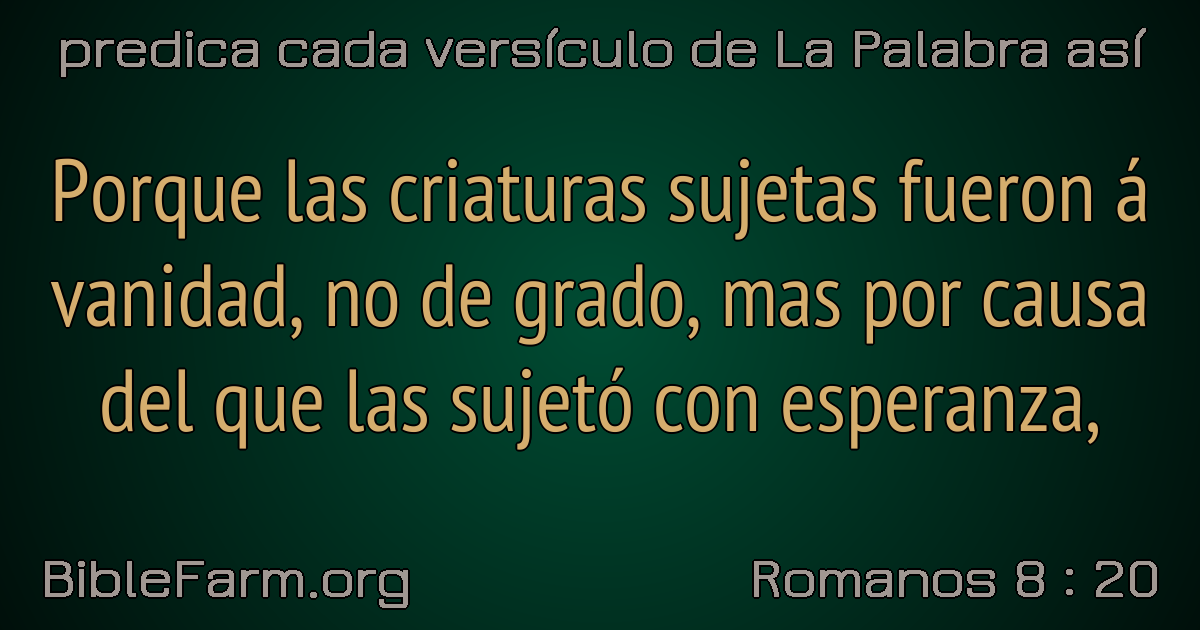 predica cada versículo de La Palabra así
Porque las criaturas sujetas fueron á
vanidad, no de grado, mas por causa
del que las sujetó con esperanza,
BibleFarm.org
Romanos 8 : 20